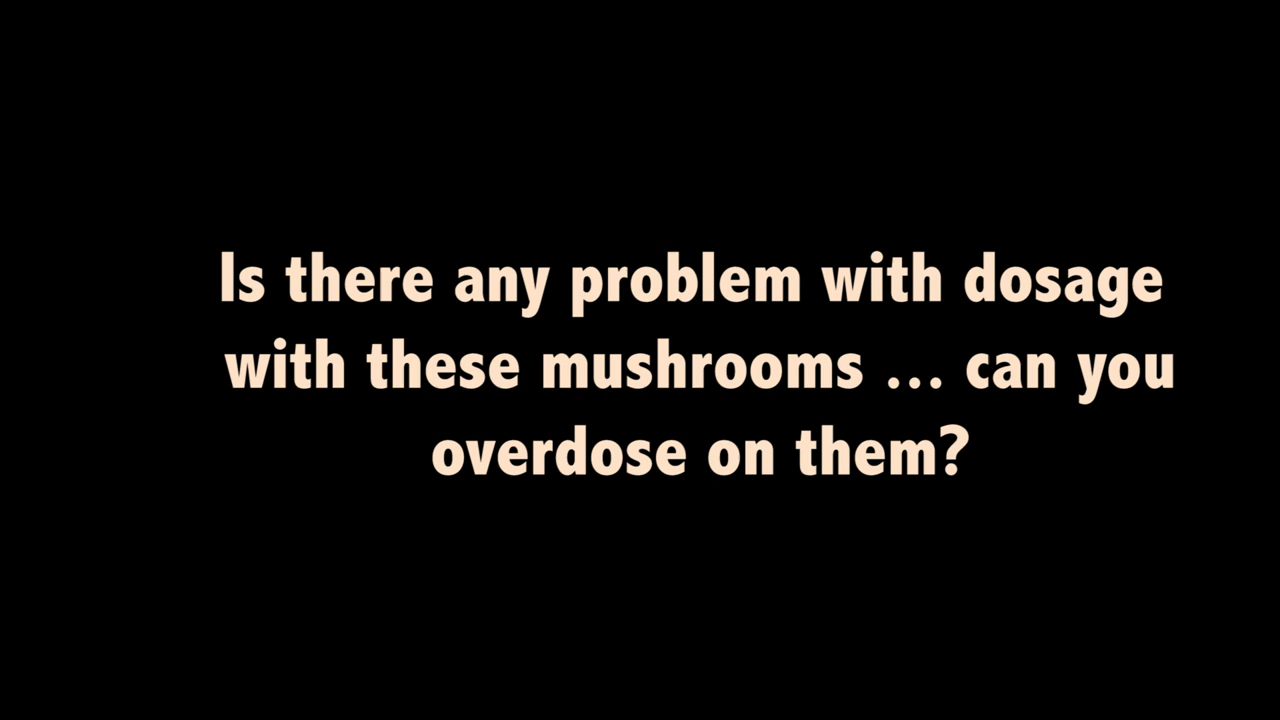 Is there any problem with dosage
with these mushrooms … can you
overdose on them?